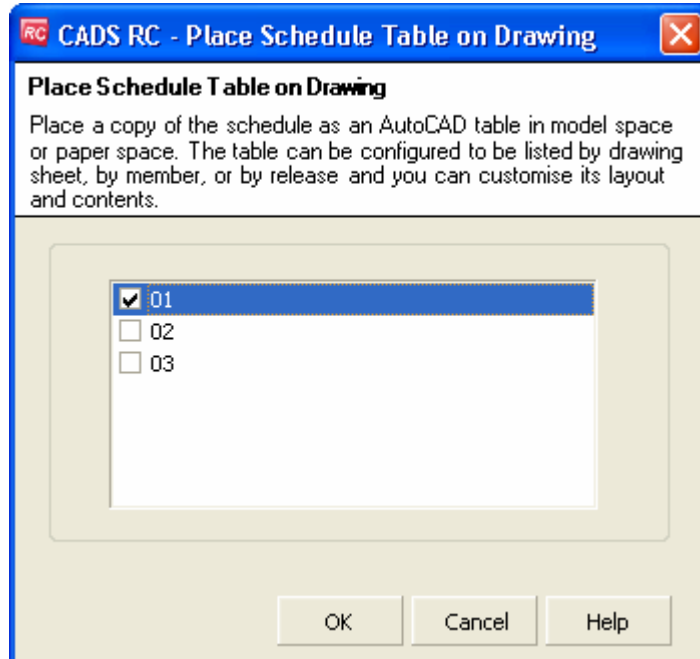 RC CADS RC - Place Schedule Table on Drawing
Place Schedule Table on Drawing
Place a copy of the schedule as an AutoCAD table in model space
or paper space. The table can be configured to be listed by drawing
sheet, by member, or by release and you can customise its layout
and contents.
01
02
03
OK Cancel Help